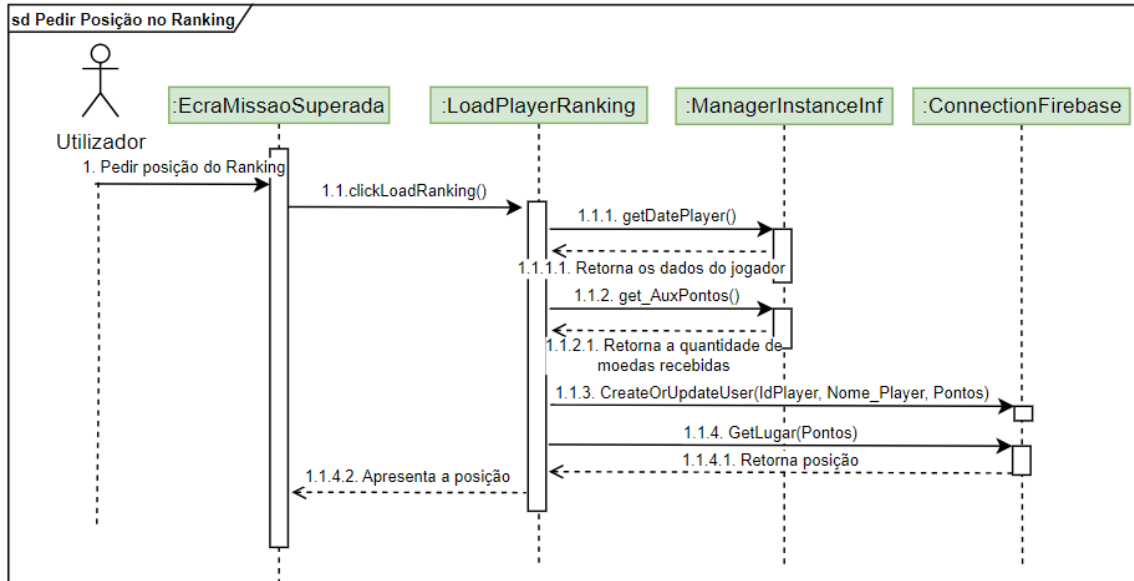 sd Pedir Posição no Ranking
:EcraMissaoSuperada
:LoadPlayerRanking
:ManagerInstanceInf
:ConnectionFirebase
Utilizador
1. Pedir posição do Ranking
1.1.clickLoadRanking()
1.1.1. getDatePlayer()
1.1.1.1. Retorna os dados do jogador
1.1.2. get_AuxPontos()
1.1.2.1. Retorna a quantidade de
moedas recebidas
1.1.3. CreateOrUpdateUser(IdPlayer, Nome_Player, Pontos)
1.1.4. GetLugar(Pontos)
1.1.4.1. Retorna posição
1.1.4.2. Apresenta a posição